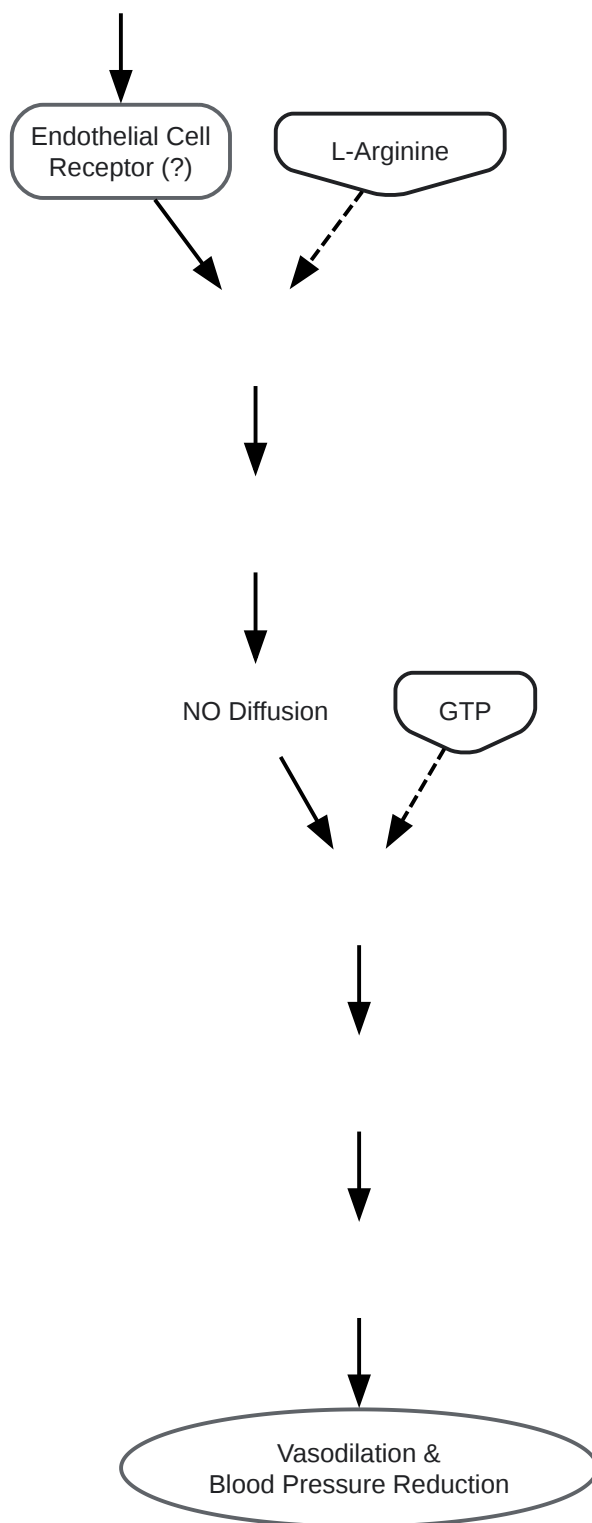 Endothelial Cell
Receptor (?)
L-Arginine
NO Diffusion
GTP
Vasodilation &
Blood Pressure Reduction